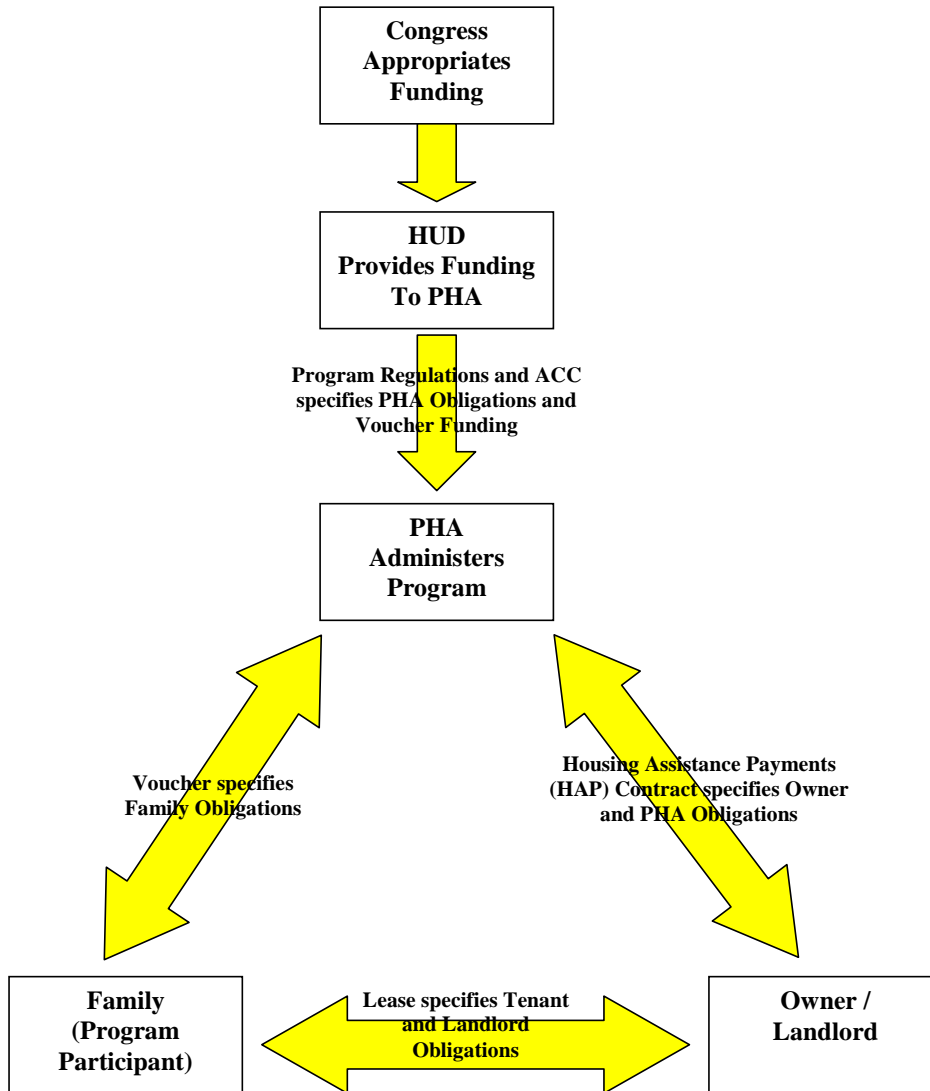 Congress
Appropriates
Funding
HUD
Provides Funding
To PHA
Program Regulations and ACC
specifies PHA Obligations and
Voucher Funding
PHA
Administers
Program
Voucher specifies
Family Obligations
Housing Assistance Payments
(HAP) Contract specifies Owner
and PHA Obligations
Family
(Program
Participant)
Lease specifies Tenant
and Landlord
Obligations
Owner /
Landlord